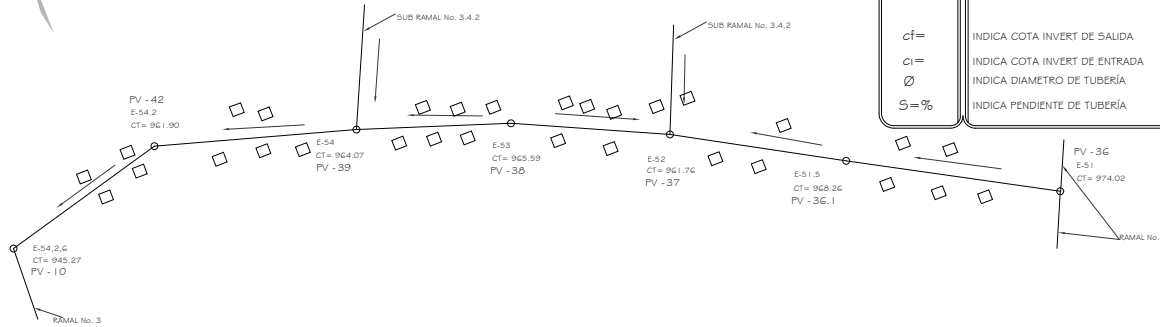 SUB RAMAL No. 3.4.2
SUB RAMAL No. 3.4.2
cf=
INDICA COTA INVERT DE SALIDA
ci=
INDICA COTA INVERT DE ENTRADA
Ø
INDICA DIAMETRO DE TUBERÍA
S=%
INDICA PENDIENTE DE TUBERÍA
PV -42
E-54.2
CT= 961.90
E-54
CT= 964.07
PV -39
E-53
CT= 965.59
PV -38
E-52
CT= 961.76
PV -37
E-51.5
CT= 968.26
PV -36.1
PV -36
E-51
CT= 974.02
RAMAL No.
E-54,2,6
CT= 945.27
PV -10
RAMAL No. 3